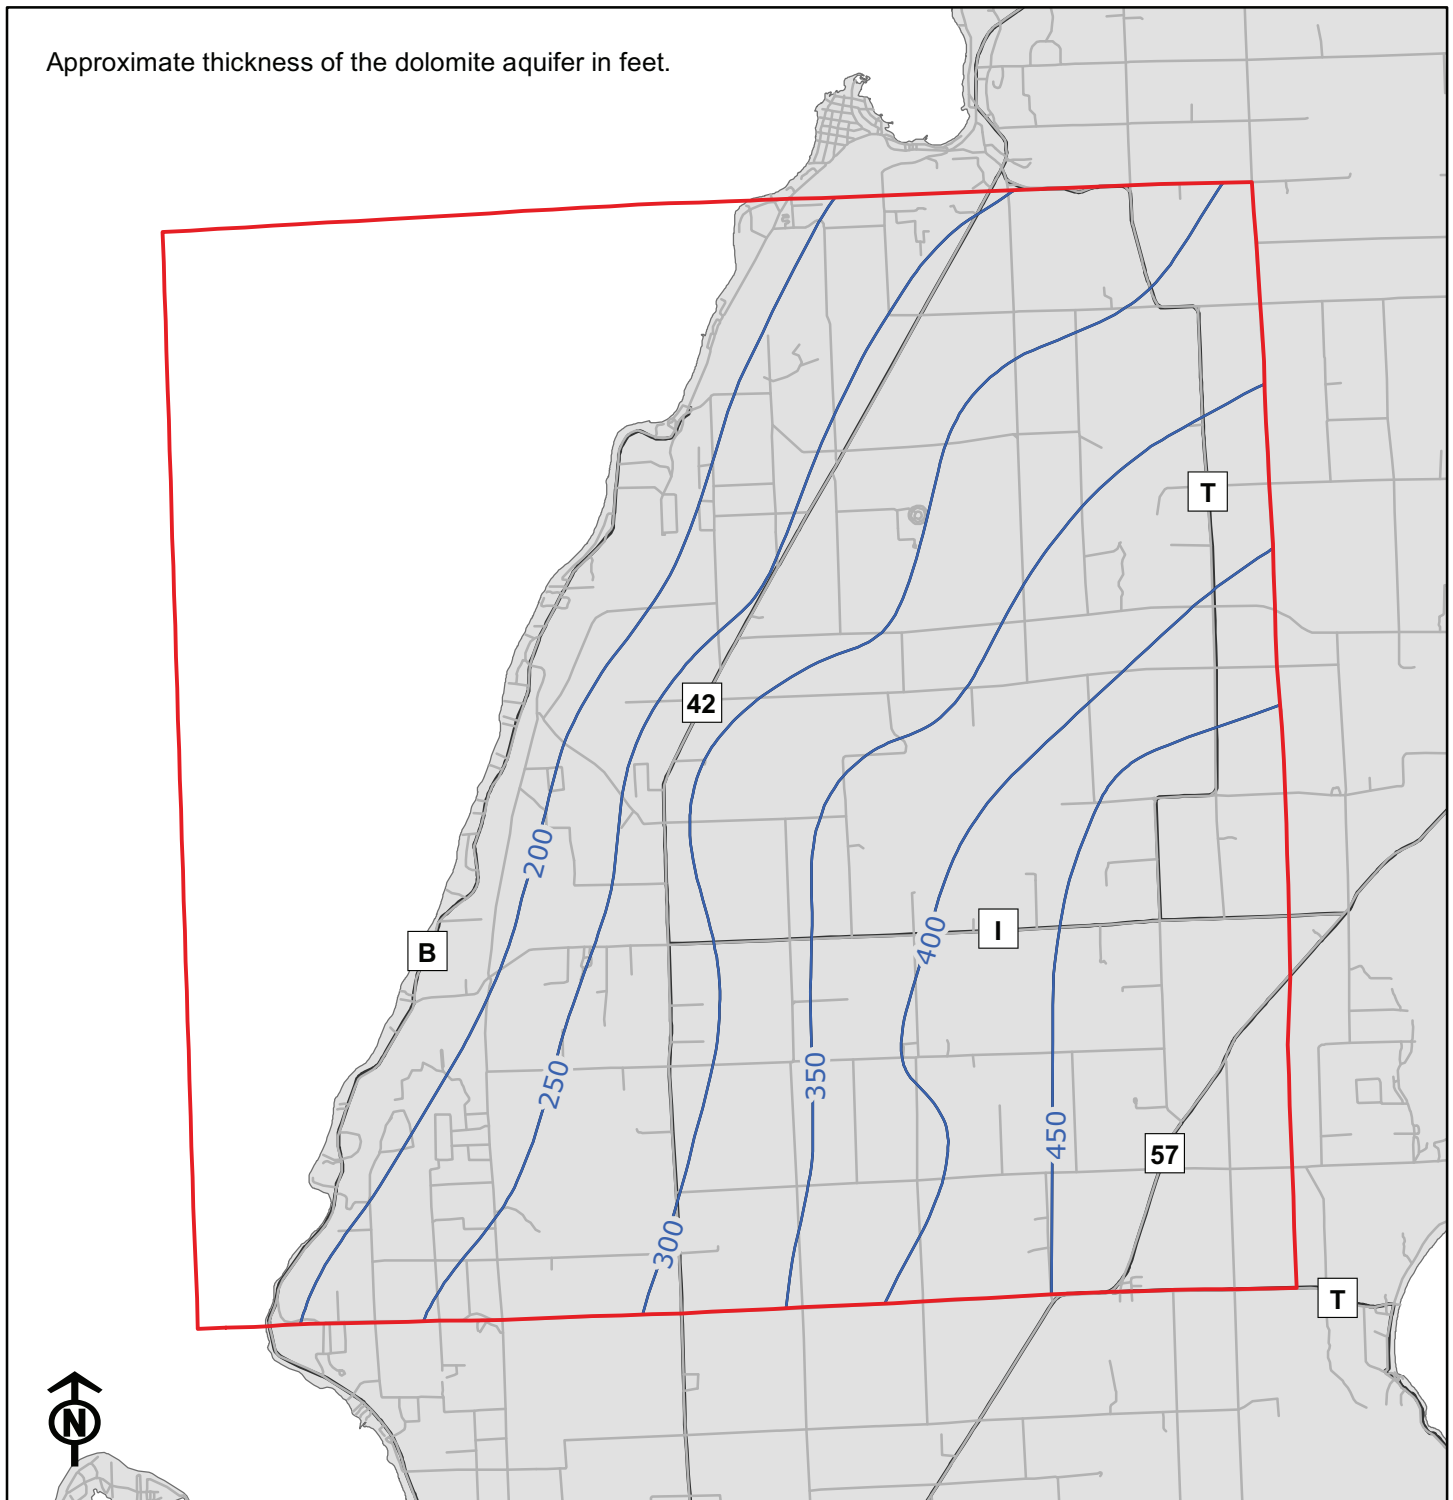 Approximate thickness of the dolomite aquifer in feet.
T
42
200
B
I
400
250
350
450
57
300
T
N